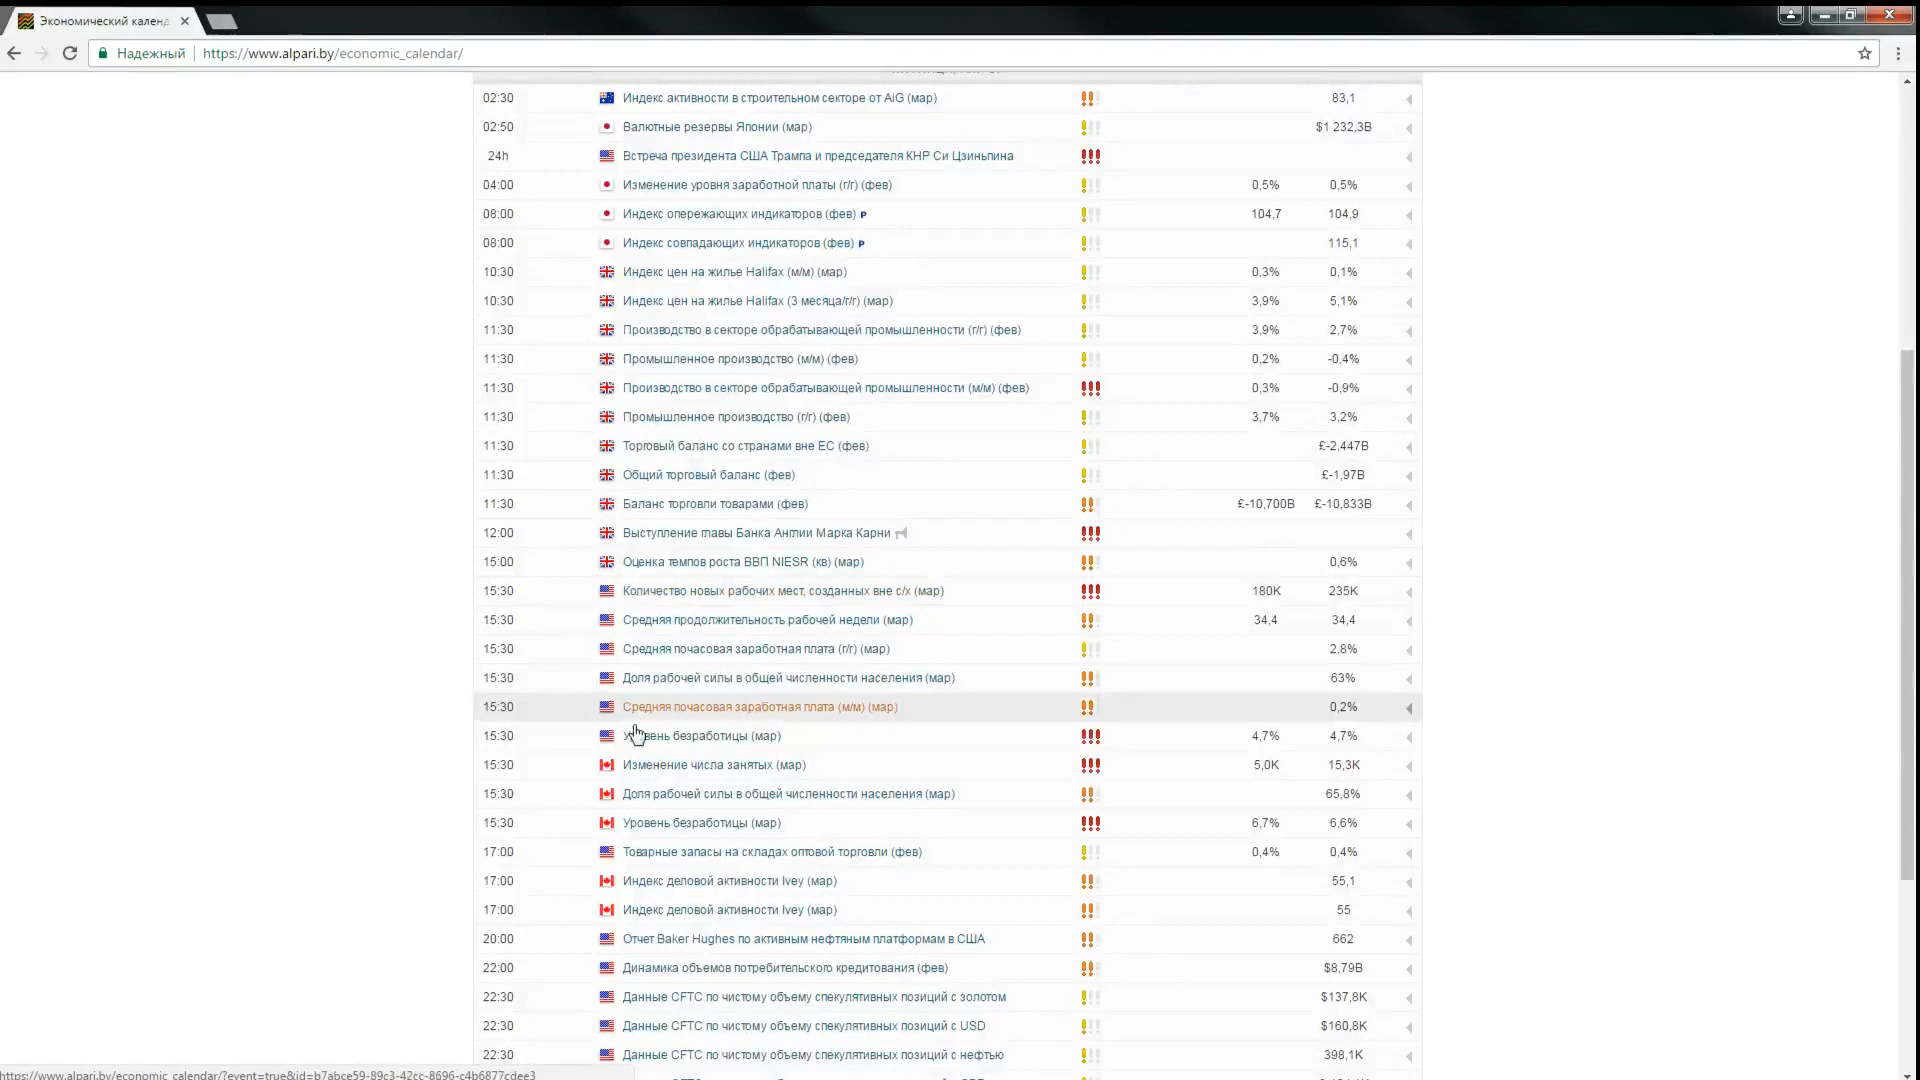 Экономический календ
Надежный https://www.alpari.by/economic_calendar/
02:30 Индекс активности в строительном секторе от AiG (мар) 83,1
02:50 Валютные резервы Японии (мар) $1 232,3B
24h Встреча президента США Трампа и председателя КНР Си Цзиньпина
04:00 Изменение уровня заработной платы (г/г) (фев) 0,5% 0,5%
08:00 Индекс опережающих индикаторов (фев) P 104,7 104,9
08:00 Индекс совпадающих индикаторов (фев) P 115,1
10:30 Индекс цен на жилье Halifax (м/м) (мар) 0,3% 0,1%
10:30 Индекс цен на жилье Halifax (3 месяца/г/г) (мар) 3,9% 5,1%
11:30 Производство в секторе обрабатывающей промышленности (г/г) (фев) 3,9% 2,7%
11:30 Промышленное производство (м/м) (фев) 0,2% -0,4%
11:30 Производство в секторе обрабатывающей промышленности (м/м) (фев) 0,3% -0,9%
11:30 Промышленное производство (г/г) (фев) 3,7% 3,2%
11:30 Торговый баланс со странами вне ЕС (фев) £-2,447B
11:30 Общий торговый баланс (фев) £-1,97B
11:30 Баланс торговли товарами (фев) £-10,700B £-10,833B
12:00 Выступление главы Банка Англии Марка Карни
15:00 Оценка темпов роста ВВП NIESR (кв) (мар) 0,6%
15:30 Количество новых рабочих мест, созданных вне с/х (мар) 180K 235K
15:30 Средняя продолжительность рабочей недели (мар) 34,4 34,4
15:30 Средняя почасовая заработная плата (г/г) (мар) 2,8%
15:30 Доля рабочей силы в общей численности населения (мар) 63%
15:30 Средняя почасовая заработная плата (м/м) (мар) 0,2%
15:30 Уровень безработицы (мар) 4,7% 4,7%
15:30 Изменение числа занятых (мар) 5,0K 15,3K
15:30 Доля рабочей силы в общей численности населения (мар) 65,8%
15:30 Уровень безработицы (мар) 6,7% 6,6%
17:00 Товарные запасы на складах оптовой торговли (фев) 0,4% 0,4%
17:00 Индекс деловой активности Ivey (мар) 55,1
17:00 Индекс деловой активности Ivey (мар) 55
20:00 Отчет Baker Hughes по активным нефтяным платформам в США 662
22:00 Динамика объемов потребительского кредитования (фев) $8,79B
22:30 Данные CFTC по чистому объему спекулятивных позиций с золотом $137,8K
22:30 Данные CFTC по чистому объему спекулятивных позиций с USD $160,8K
22:30 Данные CFTC по чистому объему спекулятивных позиций с нефтью 398,1K
https://www.alpari.by/economic_calendar/?event=true&id=b7abce59-89c3-42cc-8696-c4b6877cdee3